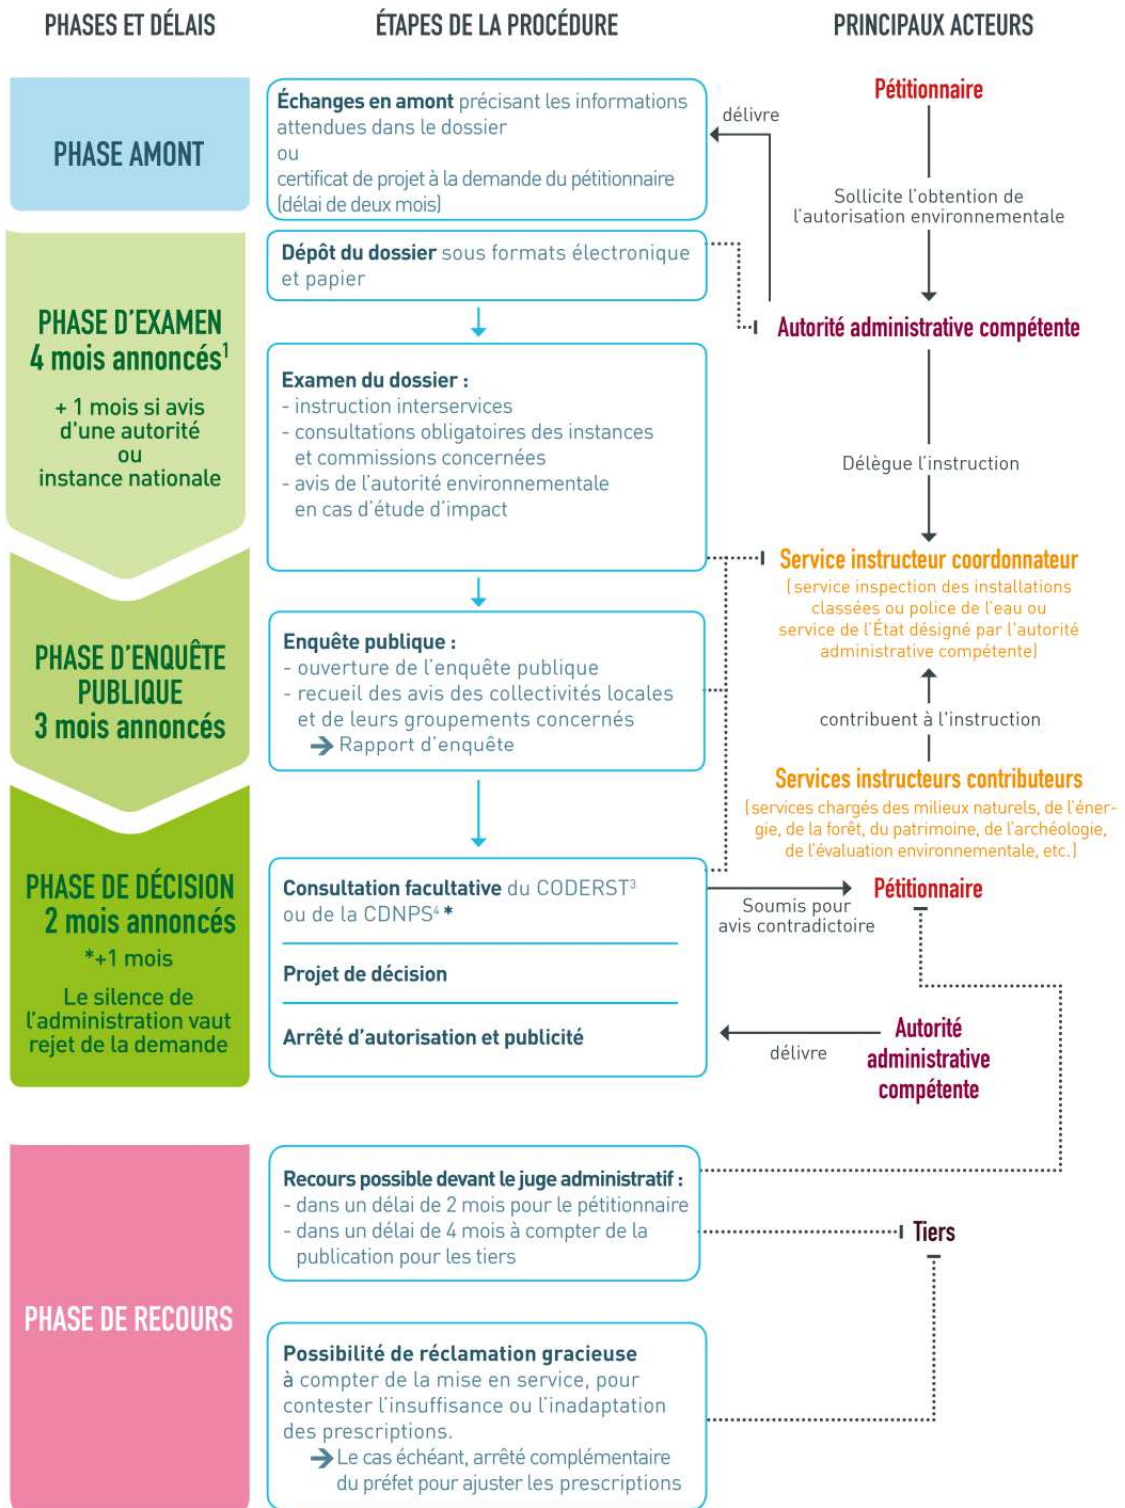 PHASES ET DÉLAIS
ÉTAPES DE LA PROCÉDURE
PRINCIPAUX ACTEURS
PHASE AMONT
Échanges en amont précisant les informations
attendues dans le dossier
ou
certificat de projet à la demande du pétitionnaire
(délai de deux mois)
délivre
Pétitionnaire
Sollicite l'obtention de
l'autorisation environnementale
PHASE D'EXAMEN
4 mois annoncés1
+ 1 mois si avis
d'une autorité
ou
instance nationale
Dépôt du dossier sous formats électronique
et papier
Autorité administrative compétente
Examen du dossier :
- instruction interservices
- consultations obligatoires des instances
et commissions concernées
- avis de l'autorité environnementale
en cas d'étude d'impact
Délègue l'instruction
Service instructeur coordonnateur
(service inspection des installations
classées ou police de l'eau ou
service de l'État désigné par l'autorité
administrative compétente)
PHASE D'ENQUÊTE
PUBLIQUE
3 mois annoncés
Enquête publique :
- ouverture de l'enquête publique
- recueil des avis des collectivités locales
et de leurs groupements concernés
➔ Rapport d'enquête
contribuent à l'instruction
Services instructeurs contributeurs
(services chargés des milieux naturels, de l'éner-
gie, de la forêt, du patrimoine, de l'archéologie,
de l'évaluation environnementale, etc.)
PHASE DE DÉCISION
2 mois annoncés
*+1 mois
Le silence de
l'administration vaut
rejet de la demande
Consultation facultative du CODERST3
ou de la CDNPS4 *
Projet de décision
Arrêté d'autorisation et publicité
Soumis pour
avis contradictoire
Pétitionnaire
délivre
Autorité
administrative
compétente
PHASE DE RECOURS
Recours possible devant le juge administratif :
- dans un délai de 2 mois pour le pétitionnaire
- dans un délai de 4 mois à compter de la
publication pour les tiers
Tiers
Possibilité de réclamation gracieuse
à compter de la mise en service, pour
contester l'insuffisance ou l'inadaptation
des prescriptions.
➔ Le cas échéant, arrêté complémentaire
du préfet pour ajuster les prescriptions